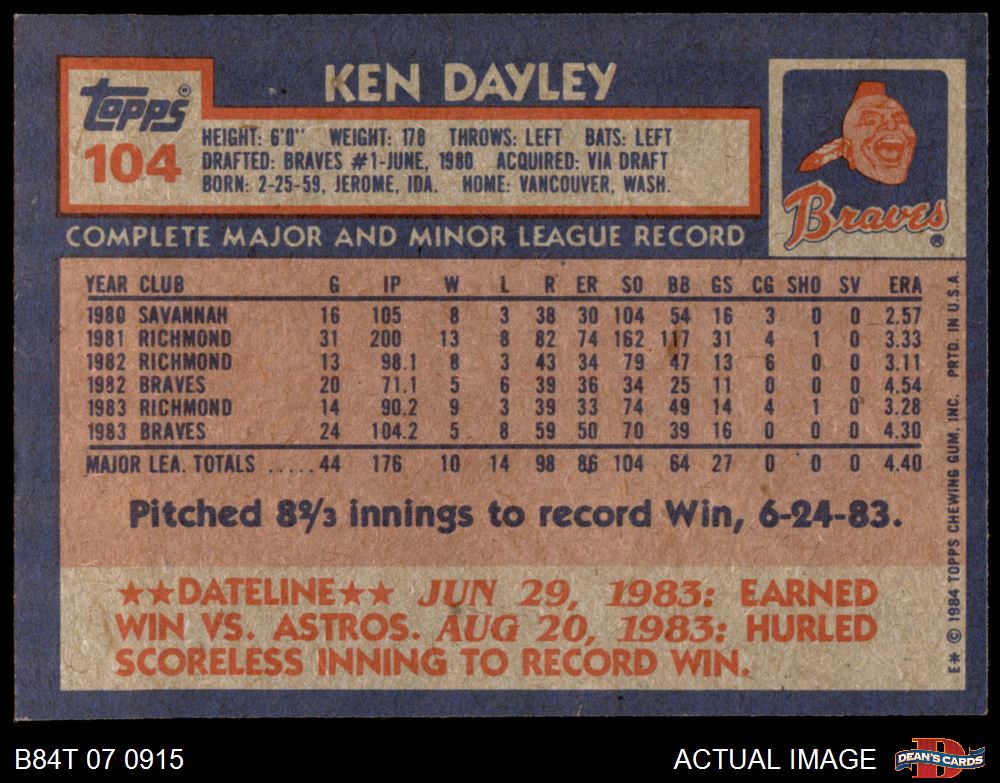 KEN DAYLEY
Topps®
104
HEIGHT: 6'0" WEIGHT: 178 THROWS: LEFT BATS: LEFT
DRAFTED: BRAVES #1-JUNE, 1980 ACQUIRED: VIA DRAFT
BORN: 2-25-59, JEROME, IDA. HOME: VANCOUVER, WASH.
Braves®
COMPLETE MAJOR AND MINOR LEAGUE RECORD
YEAR CLUB G IP W L R ER SO BB GS CG SHO SV ERA
1980 SAVANNAH 16 105 8 3 38 30 104 54 16 3 0 0 2.57
1981 RICHMOND 31 200 13 8 82 74 162 117 31 4 1 0 3.33
1982 RICHMOND 13 98.1 8 3 43 34 79 47 13 6 0 0 3.11
1982 BRAVES 20 71.1 5 6 39 36 34 25 11 0 0 0 4.54
1983 RICHMOND 14 90.2 9 3 39 33 74 49 14 4 1 0 3.28
1983 BRAVES 24 104.2 5 8 59 50 70 39 16 0 0 0 4.30
MAJOR LEA. TOTALS ..... 44 176 10 14 98 86 104 64 27 0 0 0 4.40
Pitched 8⅔ innings to record Win, 6-24-83.
★★DATELINE★★ JUN 29, 1983: EARNED
WIN VS. ASTROS. AUG 20, 1983: HURLED
SCORELESS INNING TO RECORD WIN.
E* © 1984 TOPPS CHEWING GUM, INC. PRTD. IN U.S.A.
B84T 07 0915
ACTUAL IMAGE
DEAN'S CARDS